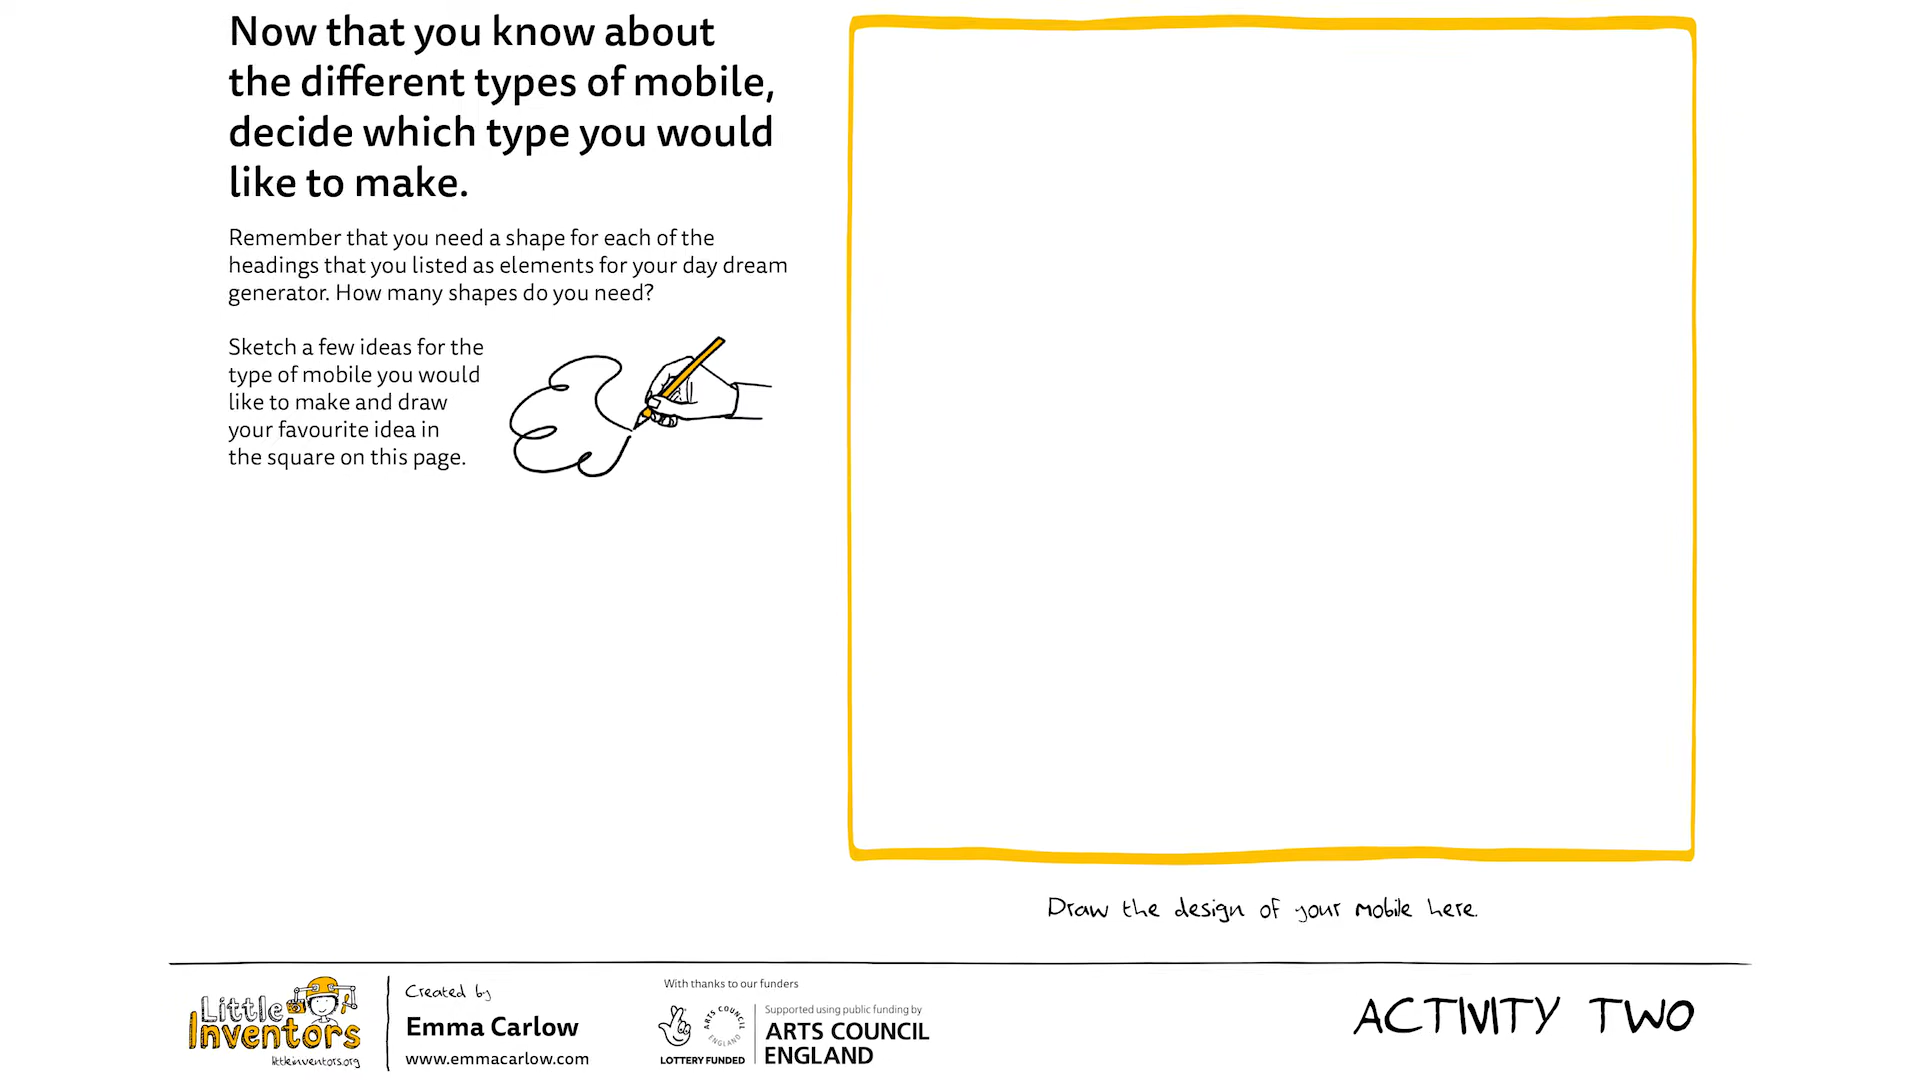 Now that you know about
the different types of mobile,
decide which type you would
like to make.
Remember that you need a shape for each of the
headings that you listed as elements for your day dream
generator. How many shapes do you need?
Sketch a few ideas for the
type of mobile you would
like to make and draw
your favourite idea in
the square on this page.
Draw the design of your mobile here.
Little
Inventors
littleinventors.org
Created by
Emma Carlow
www.emmacarlow.com
With thanks to our funders
LOTTERY FUNDED
ARTS COUNCIL
ENGLAND
Supported using public funding by
ARTS COUNCIL
ENGLAND
ACTIVITY TWO